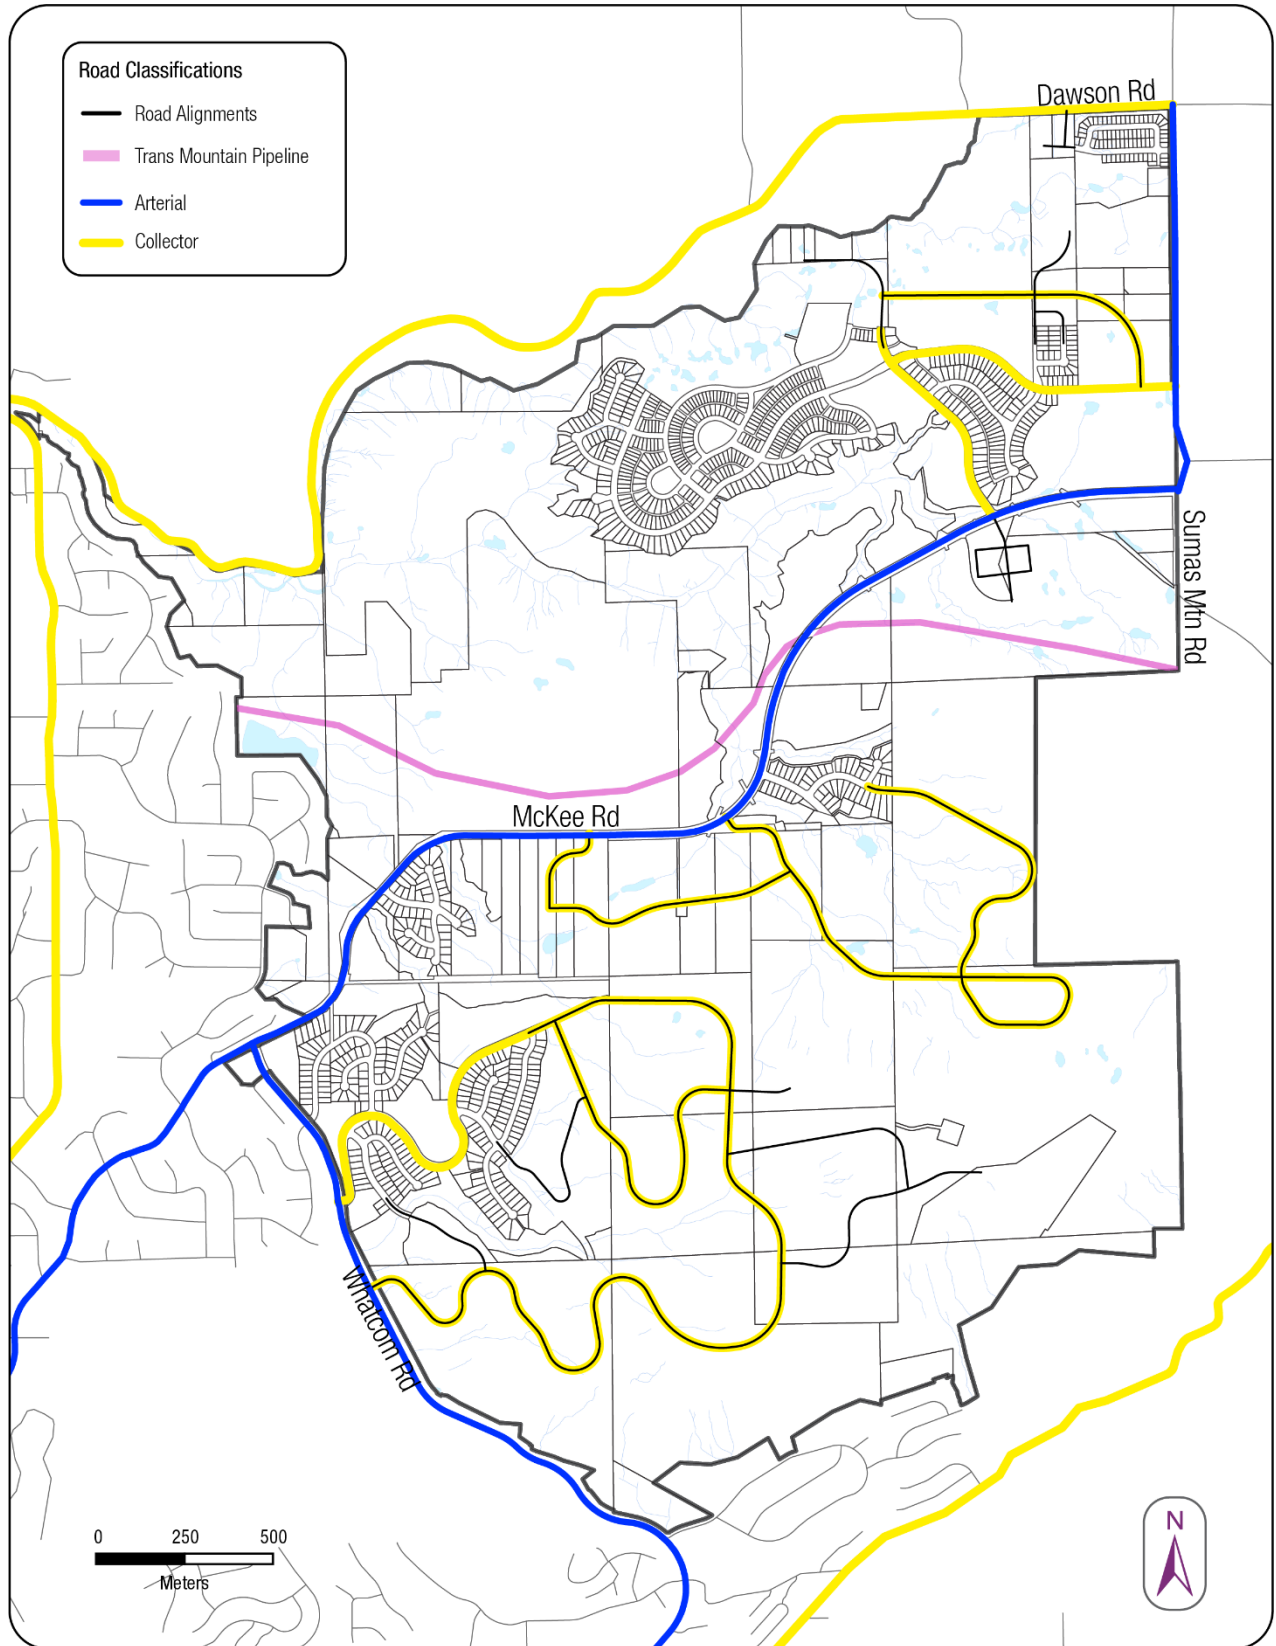 Road Classifications
Road Alignments
Trans Mountain Pipeline
Arterial
Collector
Dawson Rd
Sumas Mtn Rd
McKee Rd
Whatcom Rd
0 250 500
Meters
N